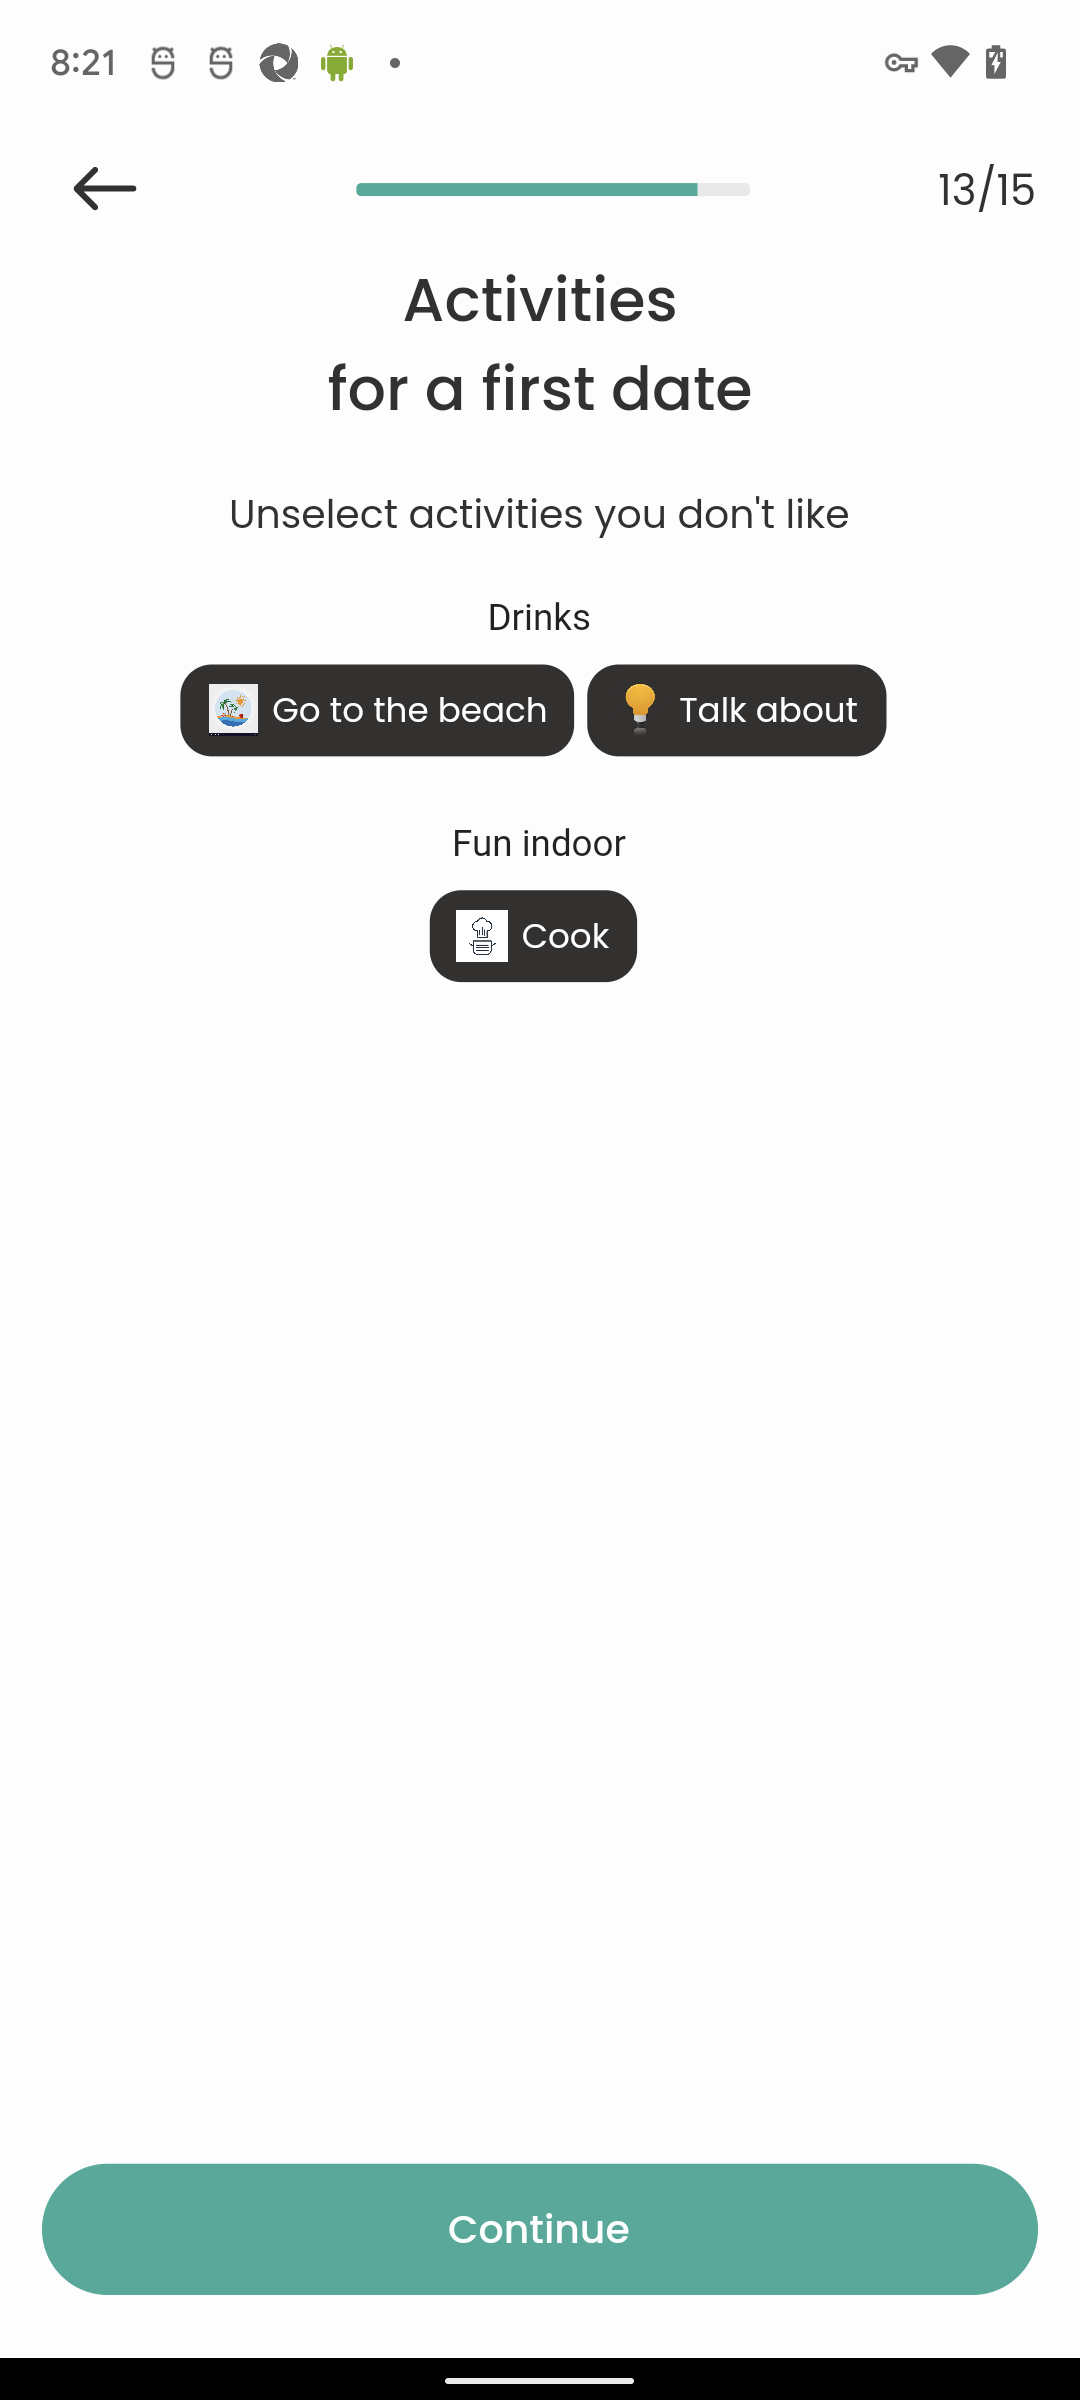 8:21
13/15
Activities
for a first date
Unselect activities you don't like
Drinks
Go to the beach
Talk about
Fun indoor
Cook
Continue